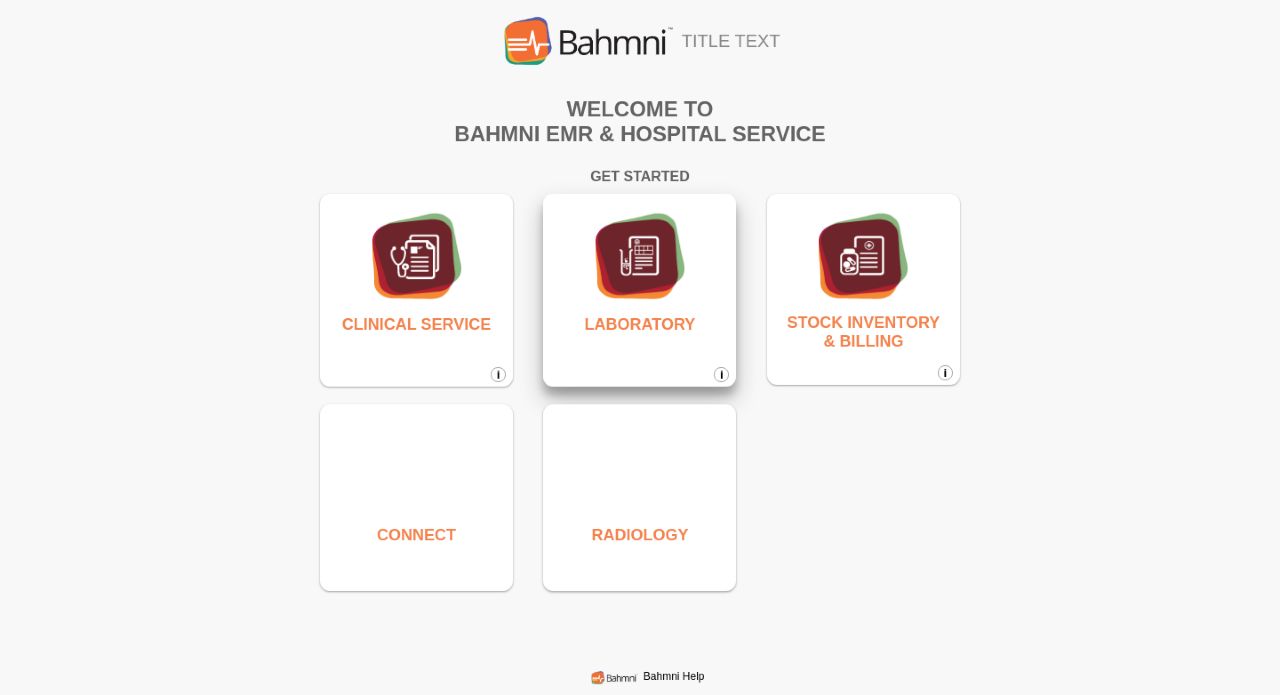 Bahmni™ TITLE TEXT
WELCOME TO
BAHMNI EMR & HOSPITAL SERVICE
GET STARTED
CLINICAL SERVICE
i
LABORATORY
i
STOCK INVENTORY
& BILLING
i
CONNECT
RADIOLOGY
Bahmni Bahmni Help